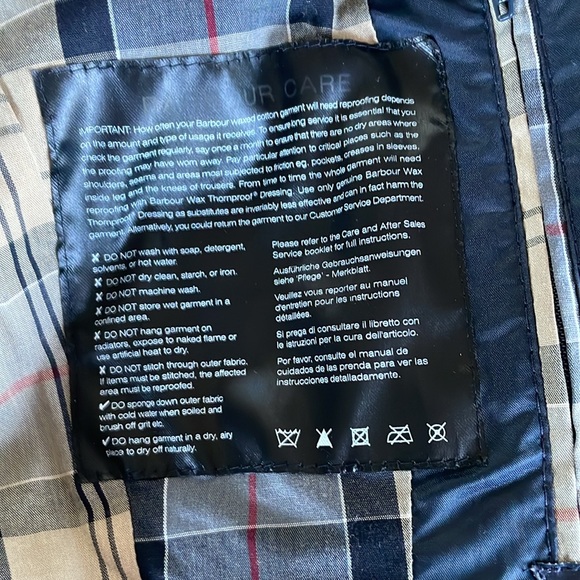 BARBOUR CARE
IMPORTANT: How often your Barbour waxed cotton garment will need reproofing depends
on the amount and type of usage it receives. To ensure long service it is essential that you
check the garment regularly, say once a month to ensure that there are no dry areas where
the proofing may have worn away. Pay particular attention to critical places such as the
shoulders, seams and areas most subjected to friction eg. pockets, creases in sleeves,
inside leg and the knees of trousers. From time to time the whole garment will need
reproofing with Barbour Wax Thornproof® Dressing. Use only genuine Barbour Wax
Thornproof® Dressing as substitutes are invariably less effective and can in fact harm the
garment. Alternatively, you could return the garment to our Customer Service Department.
✗ DO NOT wash with soap, detergent,
solvents, or hot water.
✗ DO NOT dry clean, starch, or iron.
✗ DO NOT machine wash.
✗ DO NOT store wet garment in a
confined area.
✗ DO NOT hang garment on
radiators, expose to naked flame or
use artificial heat to dry.
✗ DO NOT stitch through outer fabric.
If items must be stitched, the affected
area must be reproofed.
✓ DO sponge down outer fabric
with cold water when soiled and
brush off grit etc.
✓ DO hang garment in a dry, airy
place to dry off naturally.
Please refer to the Care and After Sales
Service booklet for full instructions.
Ausführliche Gebrauchsanweisungen
siehe 'Pflege' - Merkblatt.
Veuillez vous reporter au manuel
d'entretien pour les instructions
détaillées.
Si prega di consultare il libretto con
le istruzioni per la cura dell'articolo.
Por favor, consulte el manual de
cuidados de las prenda para ver las
instrucciones detalladamente.